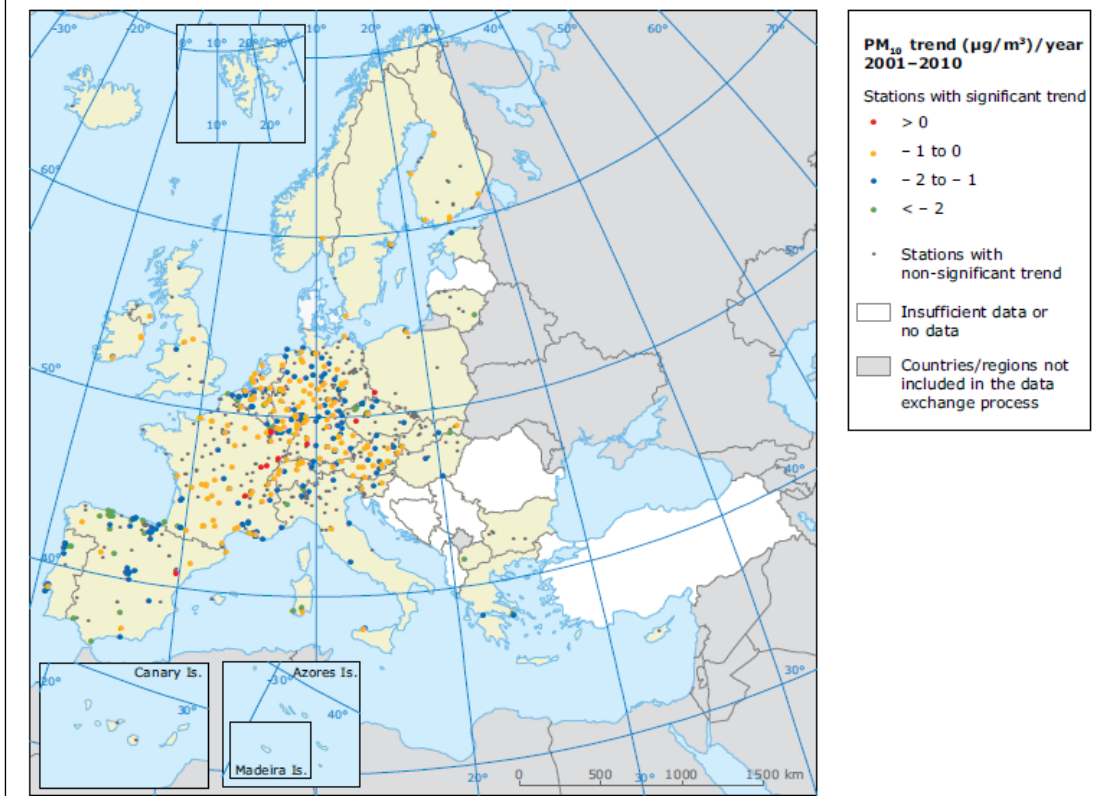 -30°
-20°
-10°
0°
10°
20°
30°
40°
50°
60°
70°
0°
10°
20°
30°
10°
20°
60°
50°
50°
40°
40°
30°
-20°
Canary Is.
30°
Azores Is.
-30°
40°
Madeira Is.
20°
30°
0 500 1000 1500 km
PM₁₀ trend (µg/m³)/year
2001–2010
Stations with significant trend
> 0
– 1 to 0
– 2 to – 1
< – 2
Stations with
non-significant trend
Insufficient data or
no data
Countries/regions not
included in the data
exchange process